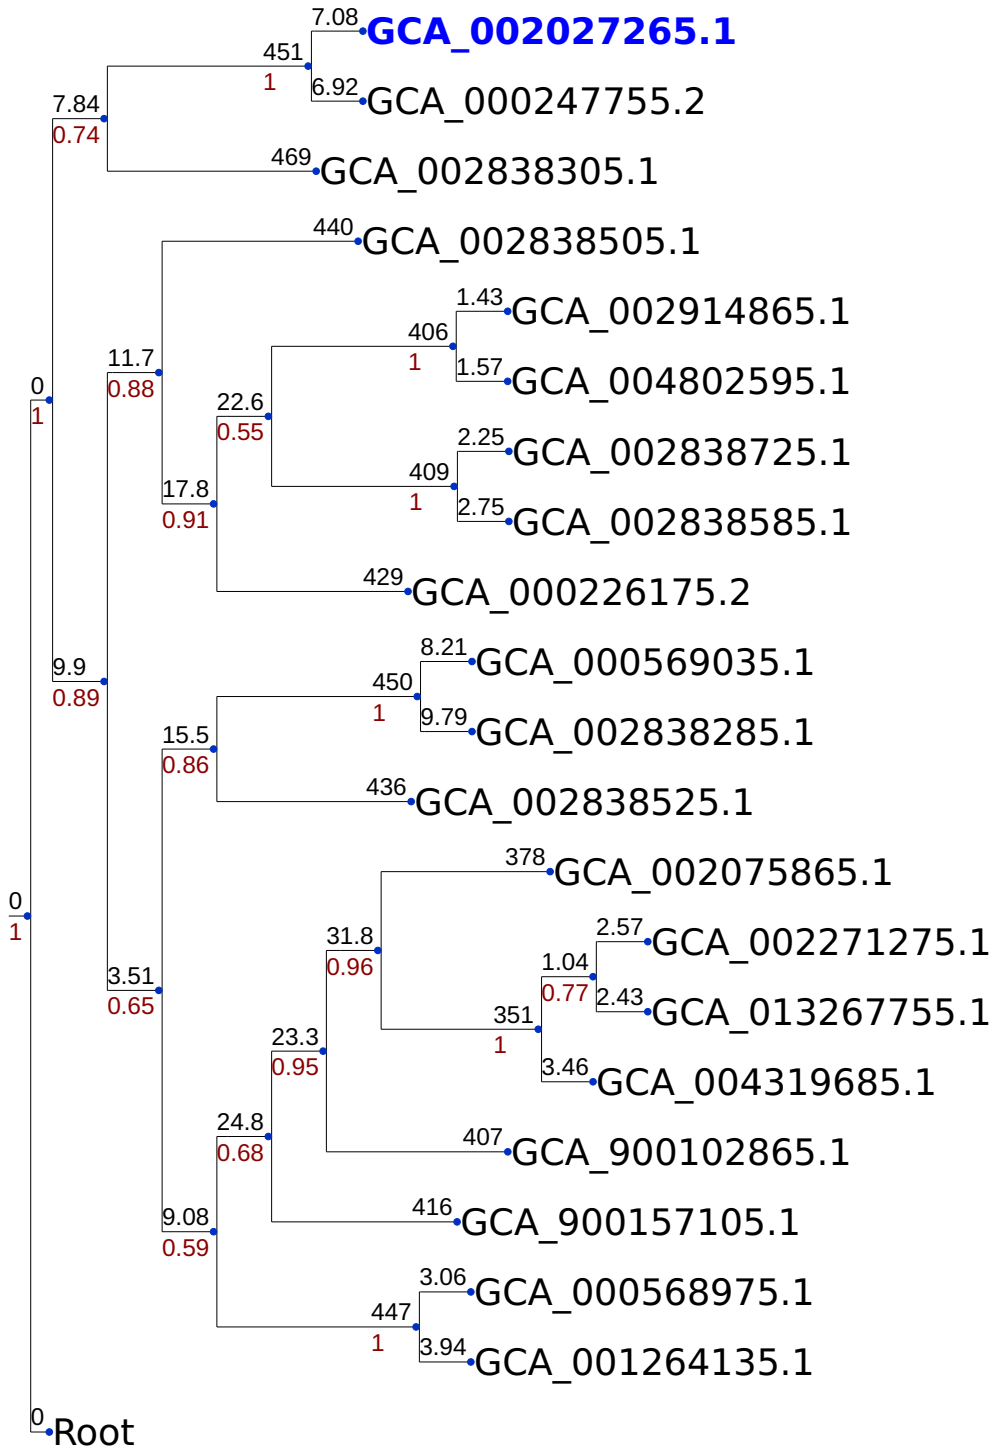 7.08
GCA_002027265.1
451
1
6.92
GCA_000247755.2
7.84
0.74
469
GCA_002838305.1
440
GCA_002838505.1
1.43
GCA_002914865.1
406
1
11.7
0.88
1.57
GCA_004802595.1
0
1
22.6
0.55
2.25
GCA_002838725.1
409
1
17.8
0.91
2.75
GCA_002838585.1
429
GCA_000226175.2
8.21
GCA_000569035.1
9.9
0.89
450
1
9.79
GCA_002838285.1
15.5
0.86
436
GCA_002838525.1
378
GCA_002075865.1
0
1
2.57
GCA_002271275.1
31.8
0.96
1.04
0.77
3.51
0.65
2.43
GCA_013267755.1
351
1
23.3
0.95
3.46
GCA_004319685.1
24.8
0.68
407
GCA_900102865.1
416
GCA_900157105.1
9.08
0.59
3.06
GCA_000568975.1
447
1
3.94
GCA_001264135.1
0
Root